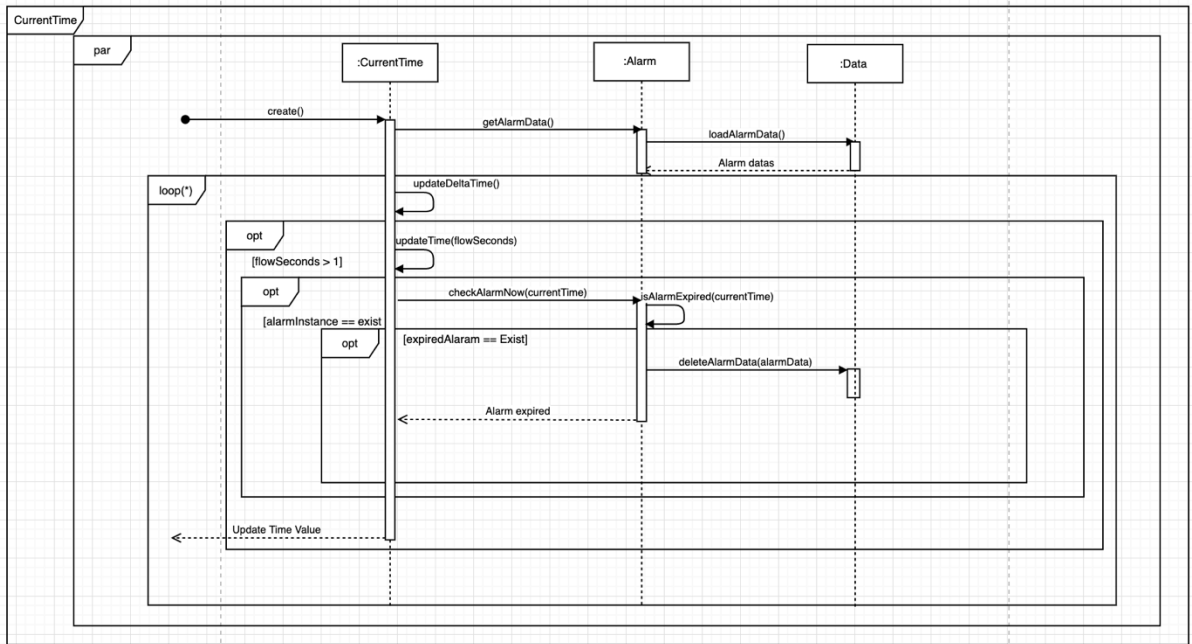 CurrentTime
par
:CurrentTime
:Alarm
:Data
create()
getAlarmData()
loadAlarmData()
Alarm datas
loop(*)
updateDeltaTime()
opt
updateTime(flowSeconds)
[flowSeconds > 1]
opt
checkAlarmNow(currentTime)
isAlarmExpired(currentTime)
[alarmInstance == exist
opt
[expiredAlaram == Exist]
deleteAlarmData(alarmData)
Alarm expired
Update Time Value